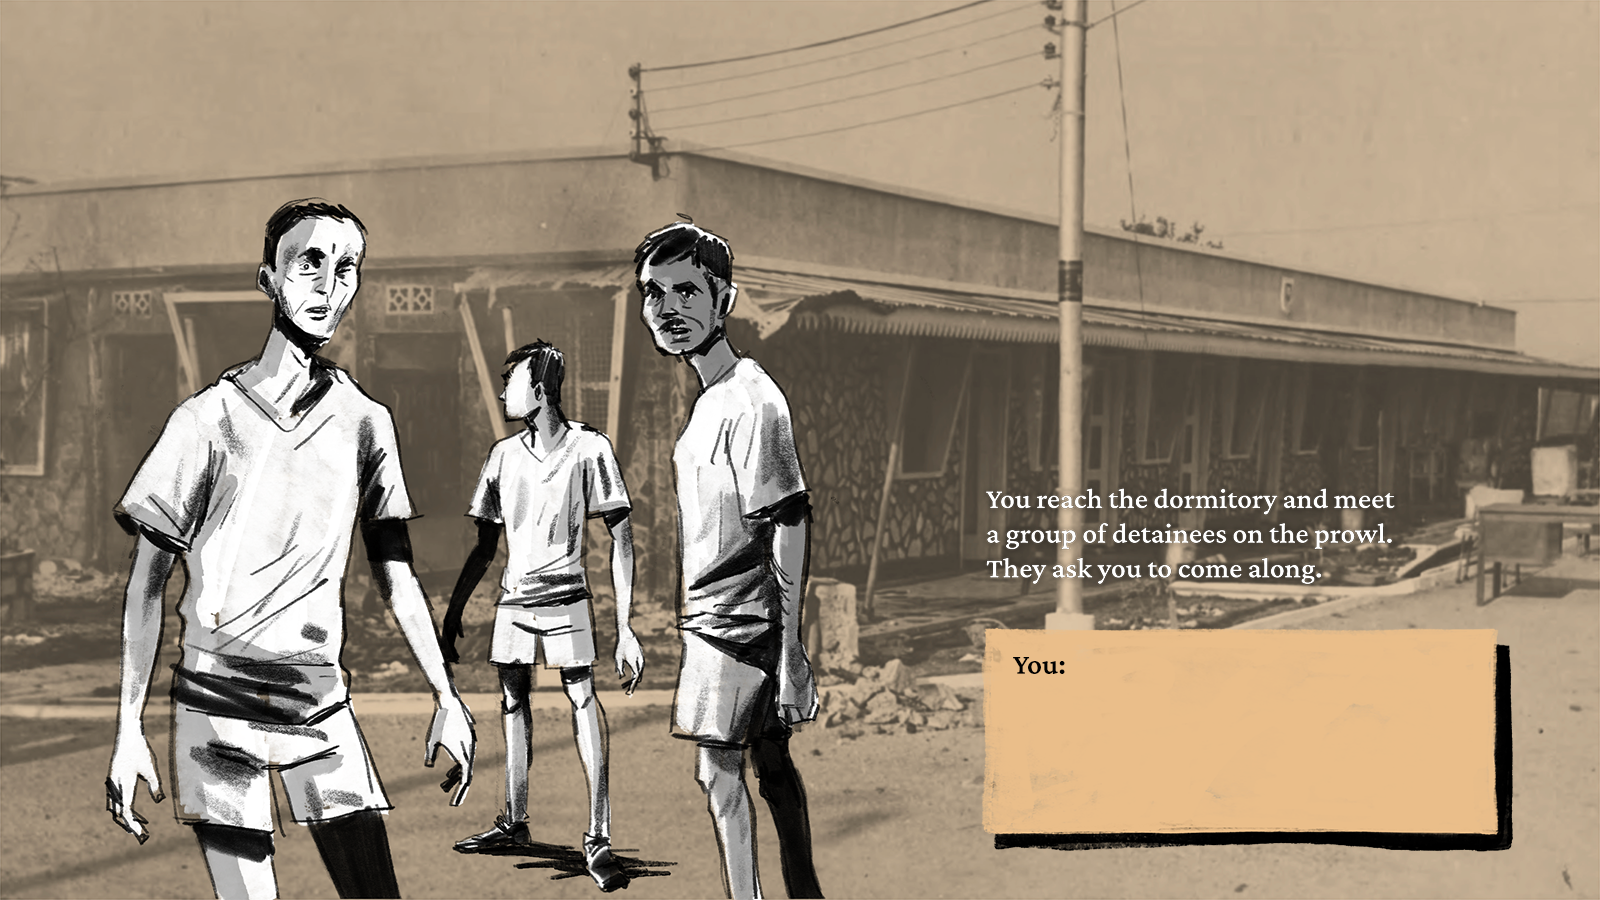 You reach the dormitory and meet
a group of detainees on the prowl.
They ask you to come along.
You: